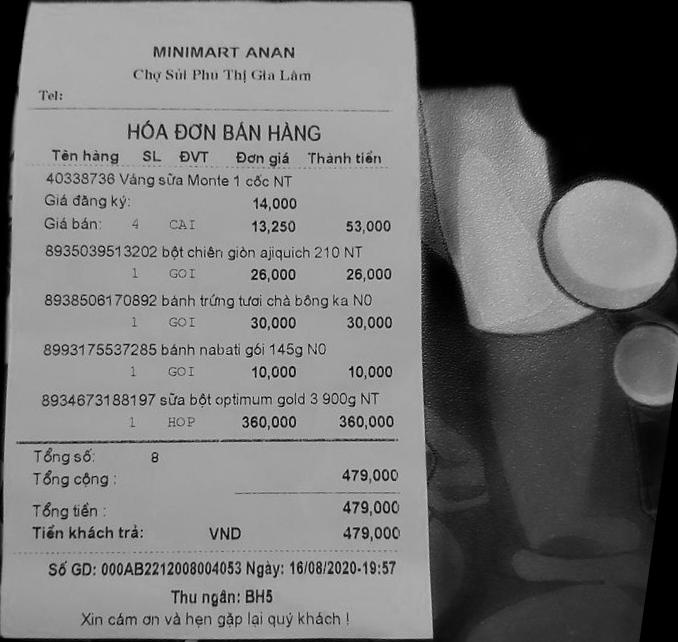 MINIMART ANAN
Chợ Sủi Phú Thị Gia Lâm
Tel:
HÓA ĐƠN BÁN HÀNG
Tên hàng SL ĐVT Đơn giá Thành tiền
40338736 Váng sữa Monte 1 cốc NT
Giá đăng ký: 14,000
Giá bán: 4 CAI 13,250 53,000
8935039513202 bột chiên giòn ajiquich 210 NT
1 GOI 26,000 26,000
8938506170892 bánh trứng tươi chà bông ka N0
1 GOI 30,000 30,000
8993175537285 bánh nabati gói 145g N0
1 GOI 10,000 10,000
8934673188197 sữa bột optimum gold 3 900g NT
1 HOP 360,000 360,000
Tổng số: 8
Tổng cộng : 479,000
Tổng tiền : 479,000
Tiền khách trả: VND 479,000
Số GD: 000AB2212008004053 Ngày: 16/08/2020-19:57
Thu ngân: BH5
Xin cám ơn và hẹn gặp lại quý khách !